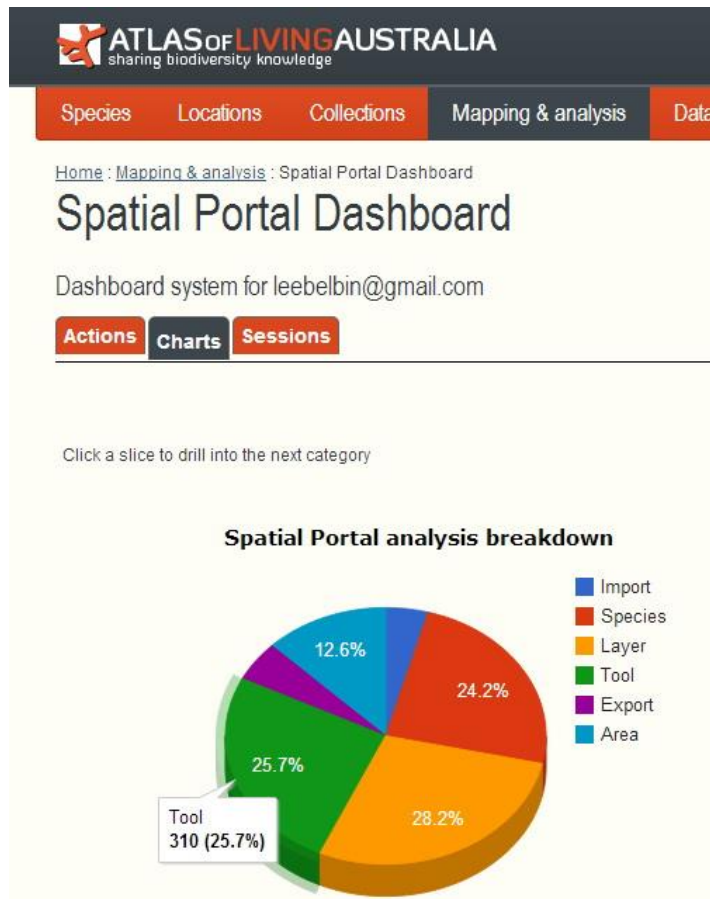 ATLAS OF LIVING AUSTRALIA
sharing biodiversity knowledge
Species Locations Collections Mapping & analysis Data
Home : Mapping & analysis : Spatial Portal Dashboard
Spatial Portal Dashboard
Dashboard system for leebelbin@gmail.com
Actions Charts Sessions
Click a slice to drill into the next category
Spatial Portal analysis breakdown
Import
Species
Layer
Tool
Export
Area
12.6%
24.2%
25.7%
28.2%
Tool
310 (25.7%)